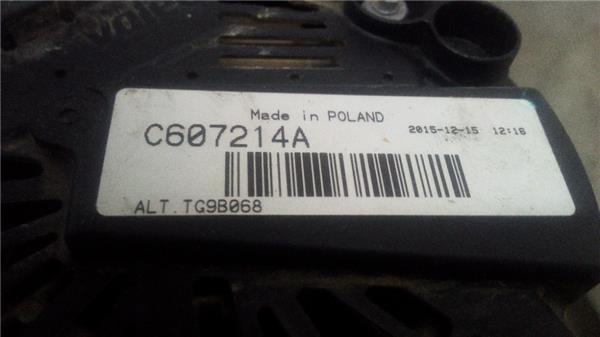 Made in POLAND
C607214A 2015-12-15 12:16
ALT.TG9B068